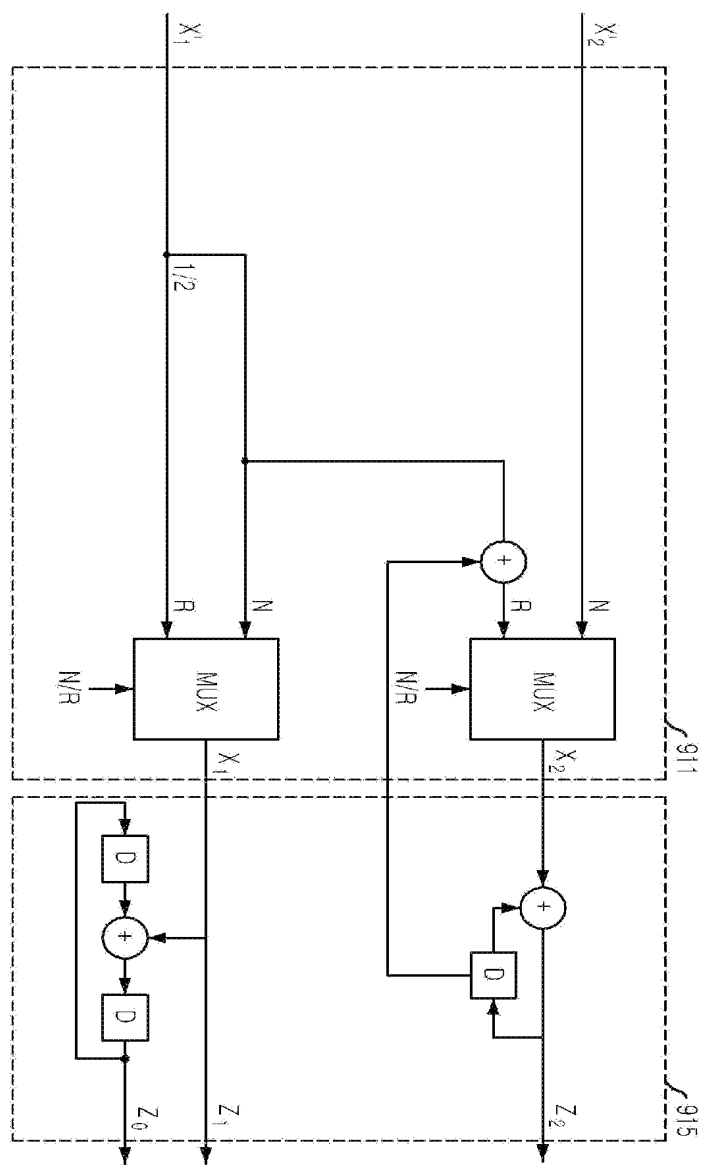 911
915
X'₂
N
X₂
Z₂
MUX
+
R
+
D
N/R
N
X₁
Z₁
MUX
X'₁
1/2
R
Z₀
D
+
D
N/R